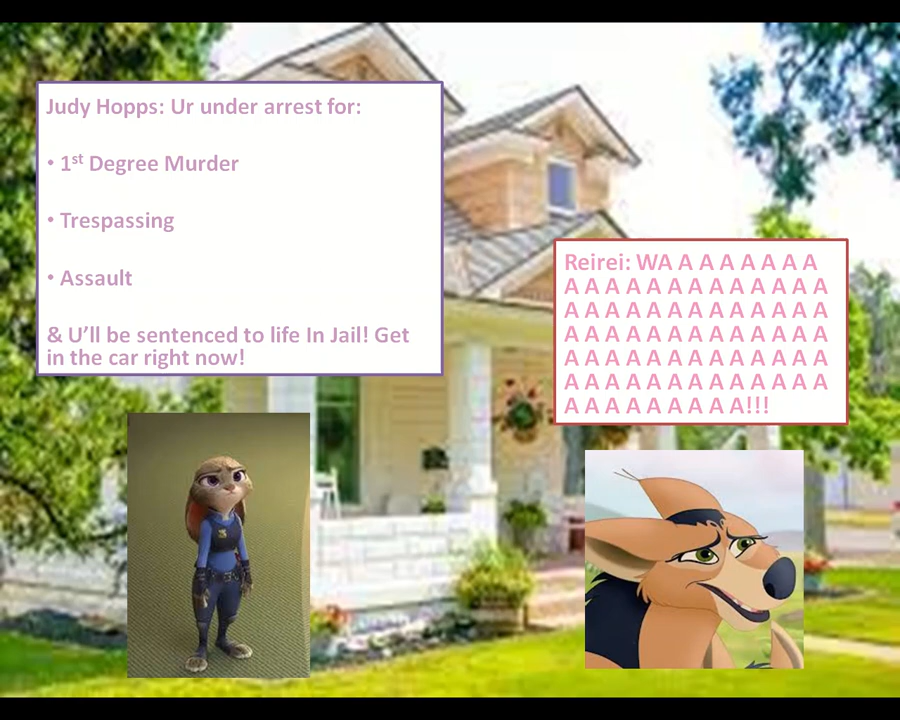 Judy Hopps: Ur under arrest for:
• 1st Degree Murder
• Trespassing
• Assault
& U’ll be sentenced to life In Jail! Get
in the car right now!
Reirei: WA A A A A A A A
A A A A A A A A A A A A A
A A A A A A A A A A A A A
A A A A A A A A A A A A A
A A A A A A A A A A A A A
A A A A A A A A A A A A A
A A A A A A A A A!!!